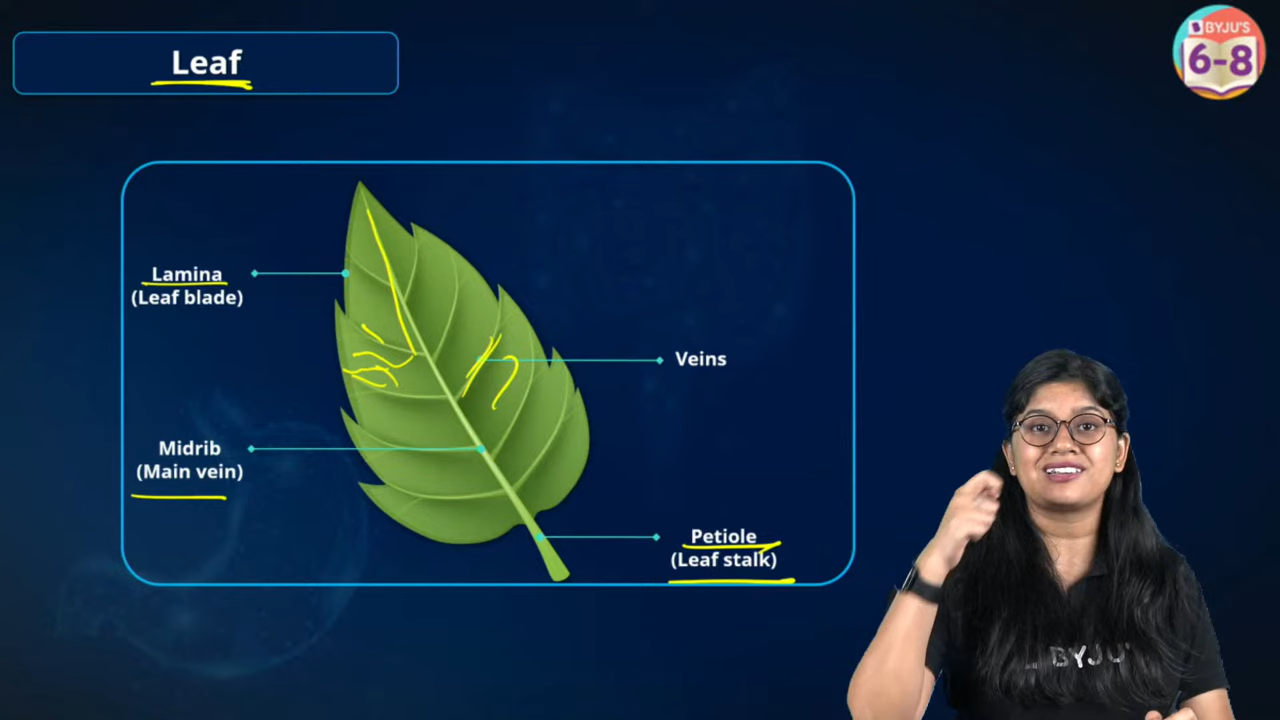 Leaf
BYJU'S
6-8
Lamina
(Leaf blade)
Veins
Midrib
(Main vein)
Petiole
(Leaf stalk)
BYJU'